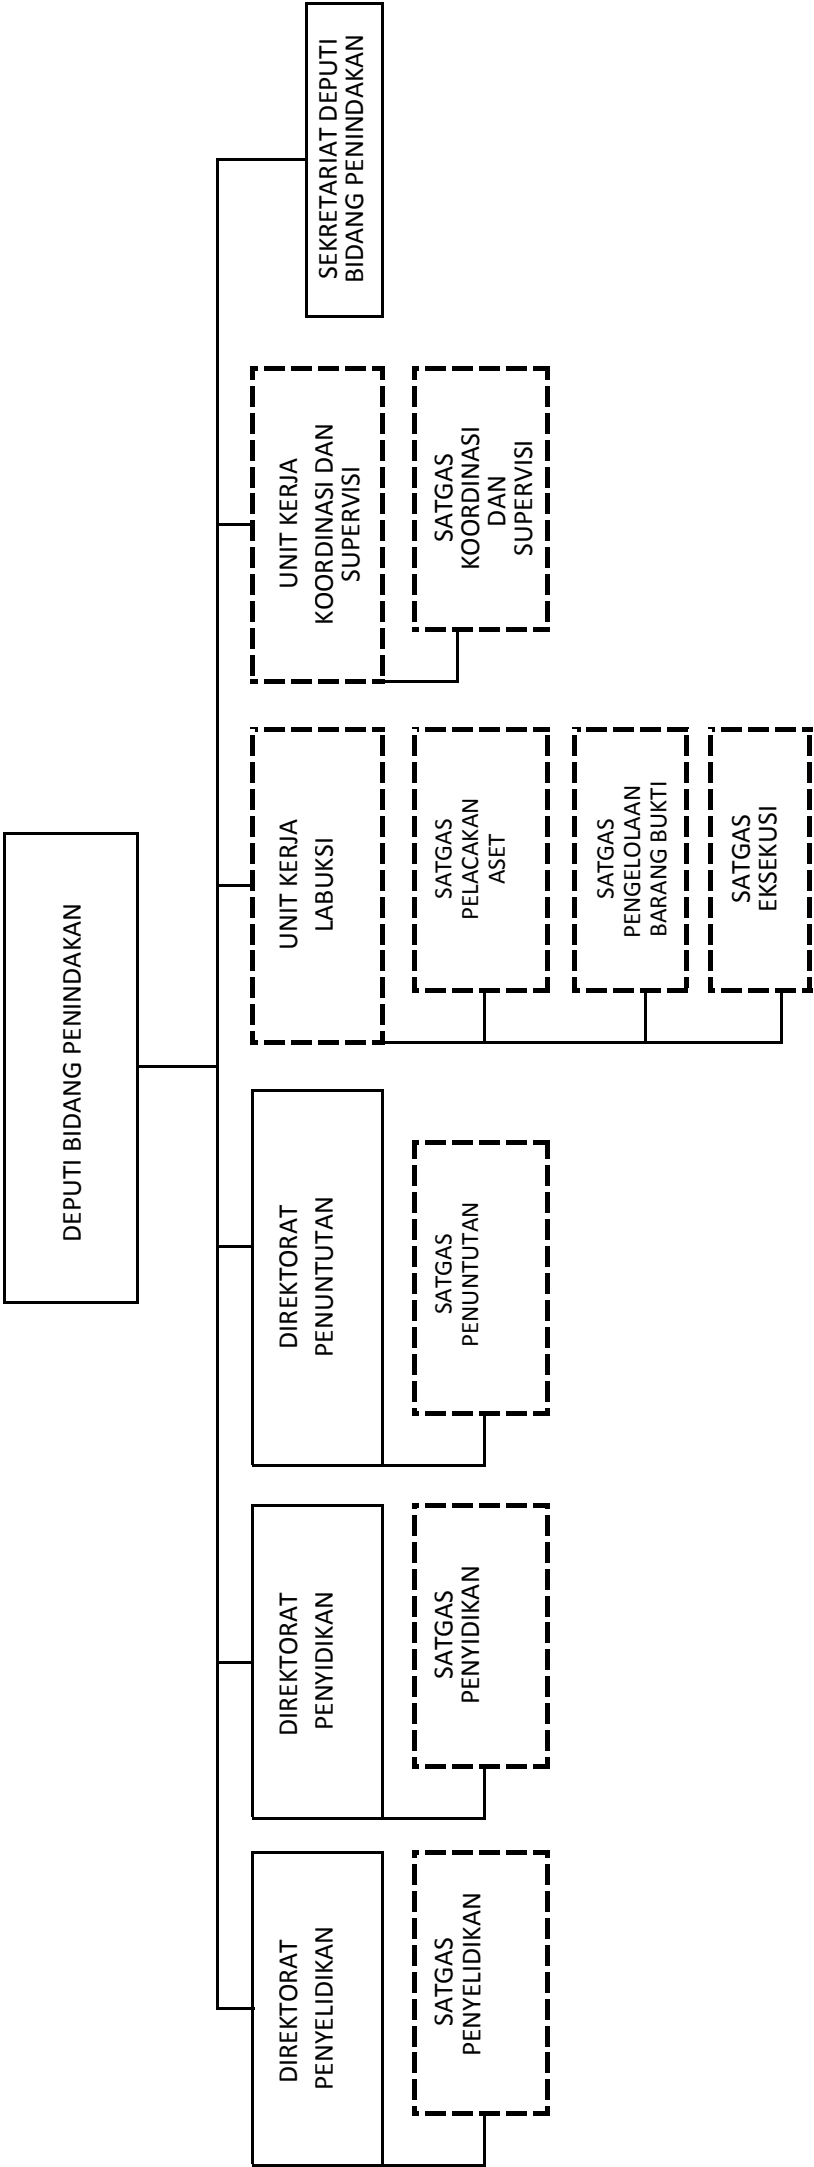 DEPUTI BIDANG PENINDAKAN
DIREKTORAT
PENYELIDIKAN
SATGAS
PENYELIDIKAN
DIREKTORAT
PENYIDIKAN
SATGAS
PENYIDIKAN
DIREKTORAT
PENUNTUTAN
SATGAS
PENUNTUTAN
UNIT KERJA
LABUKSI
SATGAS
PELACAKAN
ASET
SATGAS
PENGELOLAAN
BARANG BUKTI
SATGAS
EKSEKUSI
UNIT KERJA
KOORDINASI DAN
SUPERVISI
SATGAS
KOORDINASI
DAN
SUPERVISI
SEKRETARIAT DEPUTI
BIDANG PENINDAKAN